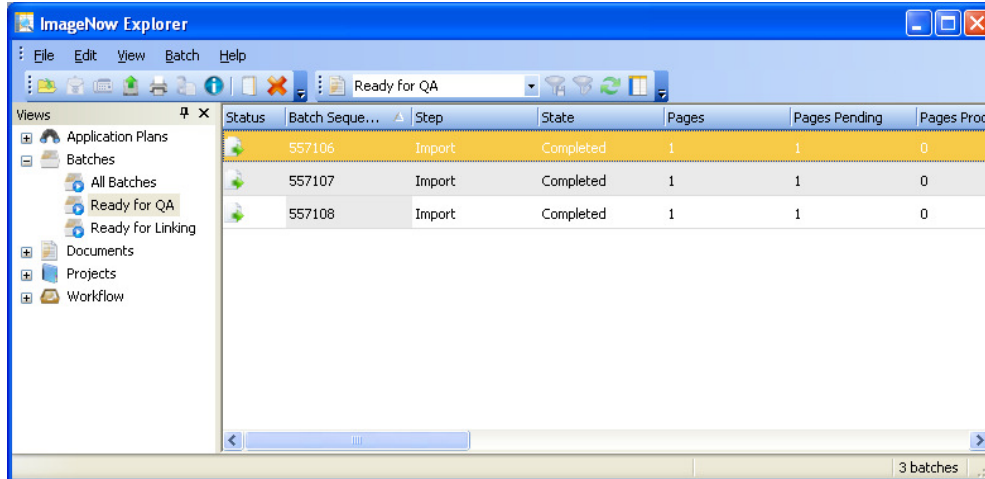 ImageNow Explorer
File Edit View Batch Help
Ready for QA
Views
Application Plans
Batches
All Batches
Ready for QA
Ready for Linking
Documents
Projects
Workflow
Status Batch Seque... Step State Pages Pages Pending Pages Proc
557106 Import Completed 1 1 0
557107 Import Completed 1 1 0
557108 Import Completed 1 1 0
3 batches